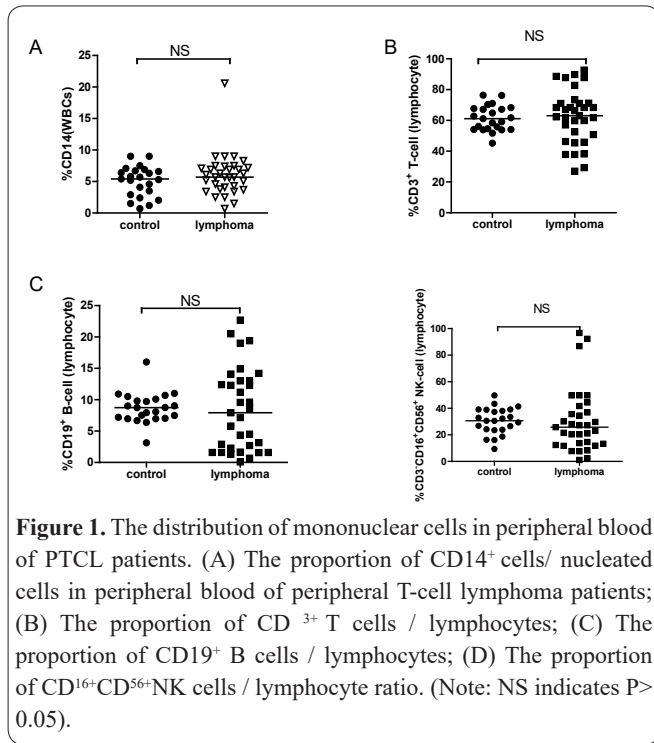 A
NS
%CD14(WBCs)
25
20
15
10
5
0
control
lymphoma
B
NS
%CD3⁺ T-cell (lymphocyte)
100
80
60
40
20
0
control
lymphoma
C
NS
%CD19⁺ B-cell (lymphocyte)
25
20
15
10
5
0
control
lymphoma
NS
%CD3⁻CD16⁺CD56⁺ NK-cell (lymphocyte)
100
80
60
40
20
0
control
lymphoma
Figure 1. The distribution of mononuclear cells in peripheral blood
of PTCL patients. (A) The proportion of CD14⁺ cells/ nucleated
cells in peripheral blood of peripheral T-cell lymphoma patients;
(B) The proportion of CD ³⁺ T cells / lymphocytes; (C) The
proportion of CD19⁺ B cells / lymphocytes; (D) The proportion
of CD¹⁶⁺CD⁵⁶⁺NK cells / lymphocyte ratio. (Note: NS indicates P>
0.05).